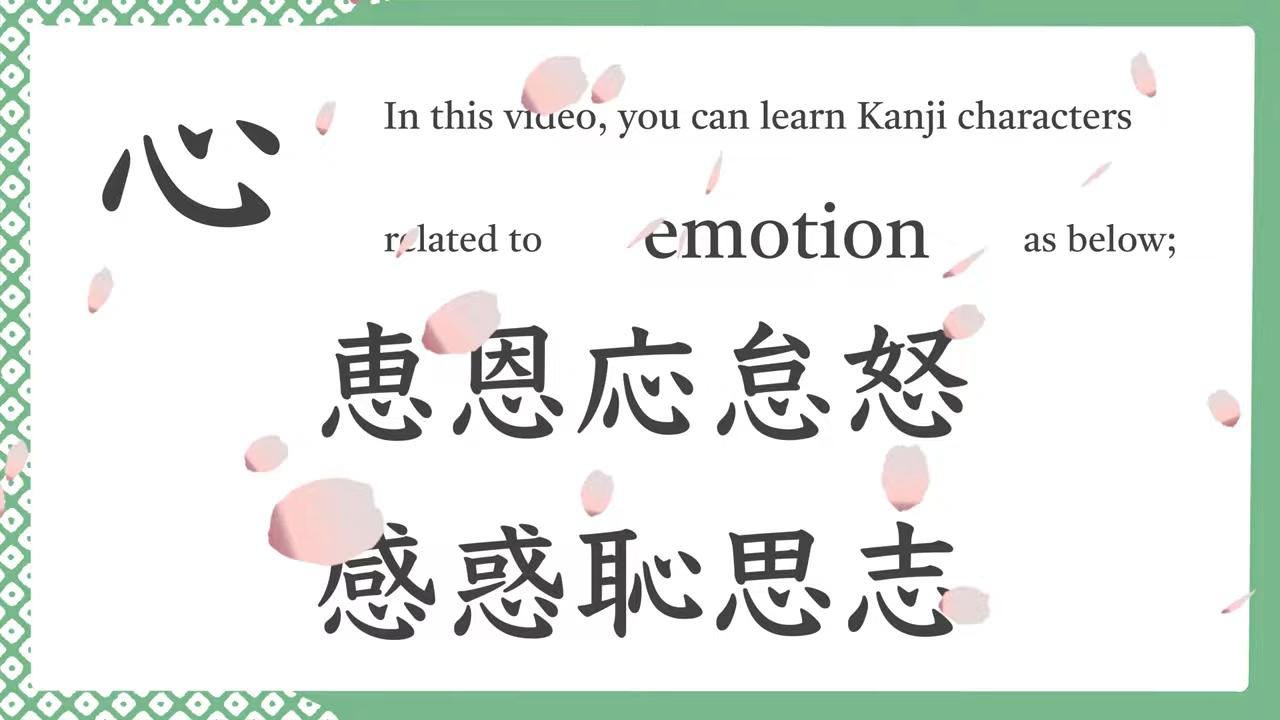 心
In this video, you can learn Kanji characters
related to emotion as below;
恵恩応怠怒
感惑恥思志